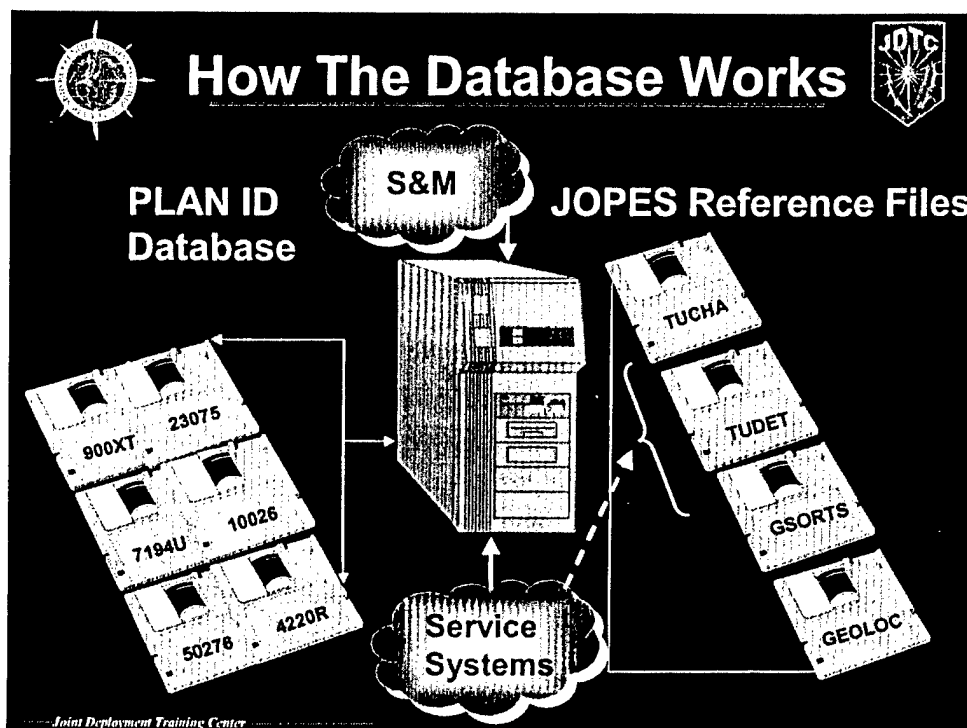 How The Database Works
JDTC
S&M
PLAN ID
Database
JOPES Reference Files
TUCHA
TUDET
GSORTS
GEOLOC
900XT
23075
7194U
10026
50276
4220R
Service
Systems
Joint Deployment Training Center